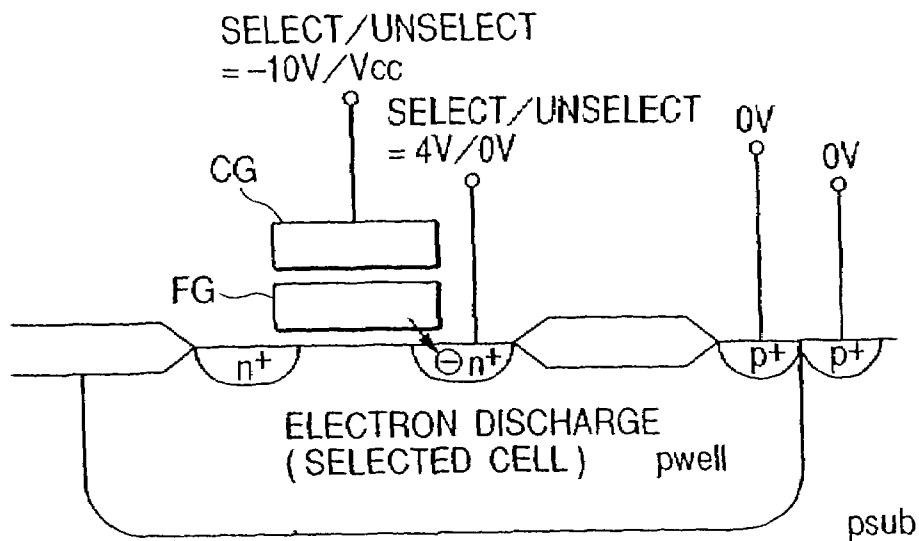 SELECT/UNSELECT
= −10V/Vcc
SELECT/UNSELECT
= 4V/0V
0V
0V
CG
FG
n+
⊖ n+
p+
p+
ELECTRON DISCHARGE
(SELECTED CELL)
pwell
psub